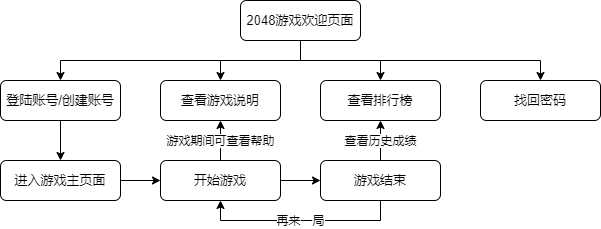 2048游戏欢迎页面
登陆账号/创建账号
查看游戏说明
查看排行榜
找回密码
游戏期间可查看帮助
查看历史成绩
进入游戏主页面
开始游戏
游戏结束
再来一局